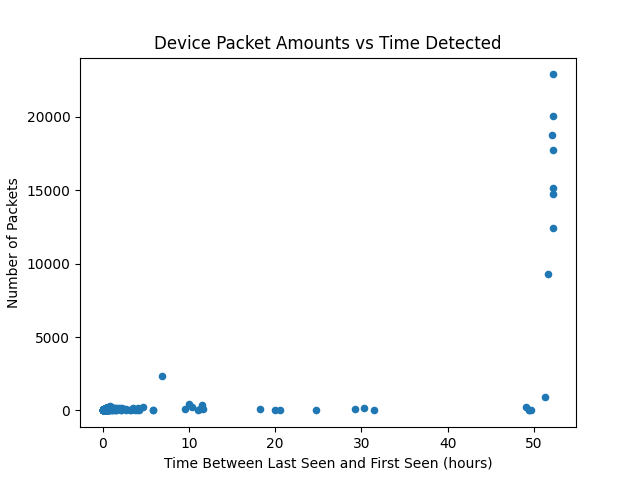 Device Packet Amounts vs Time Detected
Number of Packets
20000
15000
10000
5000
0
0 10 20 30 40 50
Time Between Last Seen and First Seen (hours)